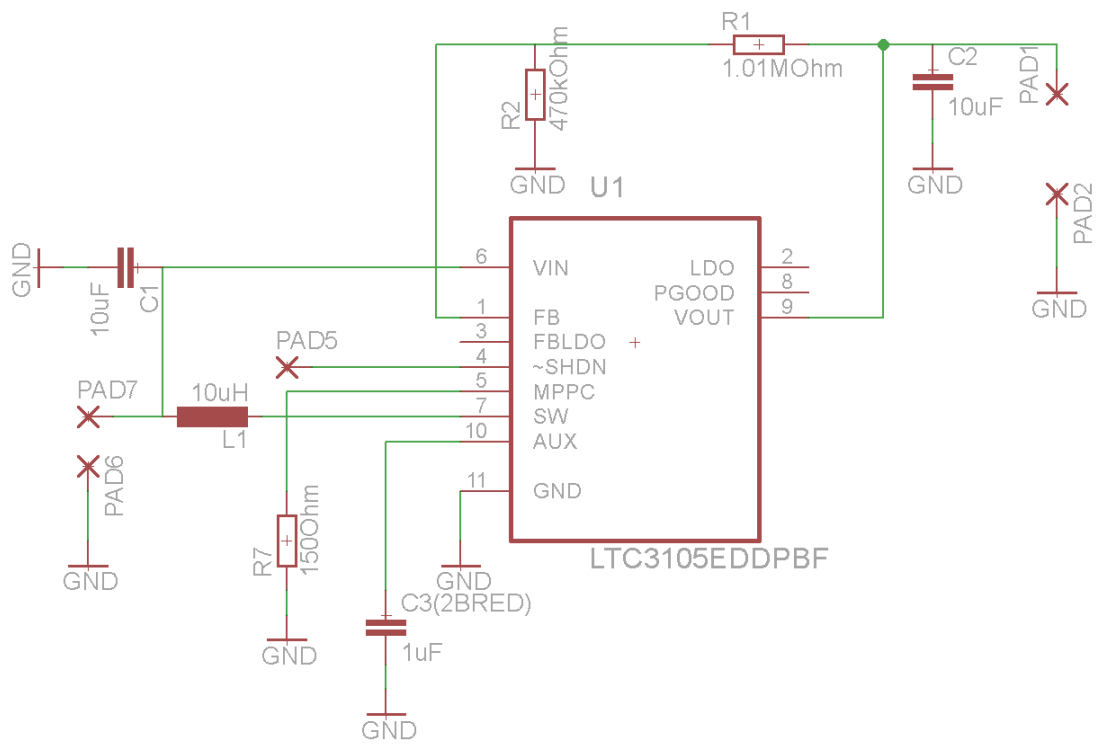 R1
1.01MOhm
R2
470kOhm
GND
C2
10uF
GND
PAD1
PAD2
GND
U1
GND
10uF
C1
6
VIN
1
FB
3
FBLDO
4
~SHDN
5
MPPC
7
SW
10
AUX
11
GND
LDO
2
PGOOD
8
VOUT
9
LTC3105EDDPBF
PAD5
PAD7
10uH
L1
PAD6
GND
R7
150Ohm
GND
GND
C3(2BRED)
1uF
GND